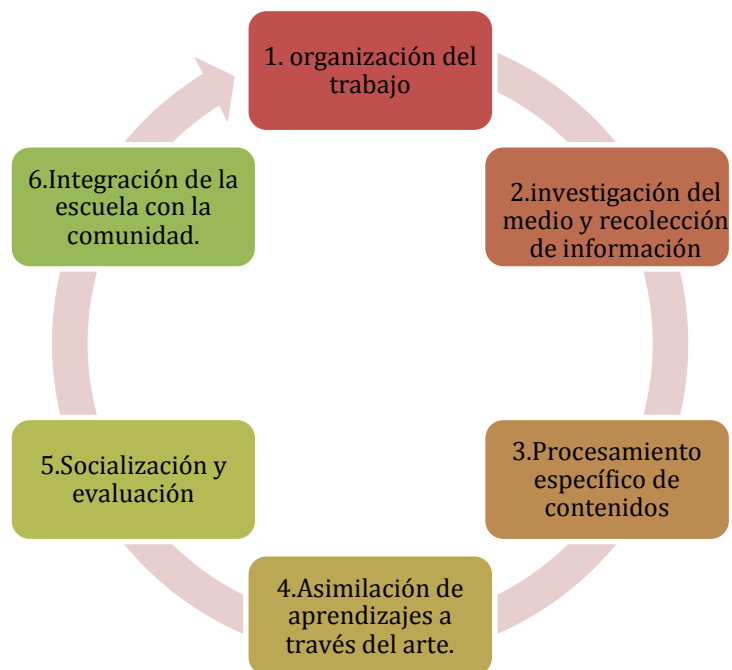 1. organización del
trabajo
2.investigación del
medio y recolección
de información
3.Procesamiento
específico de
contenidos
4.Asimilación de
aprendizajes a
través del arte.
5.Socialización y
evaluación
6.Integración de la
escuela con la
comunidad.